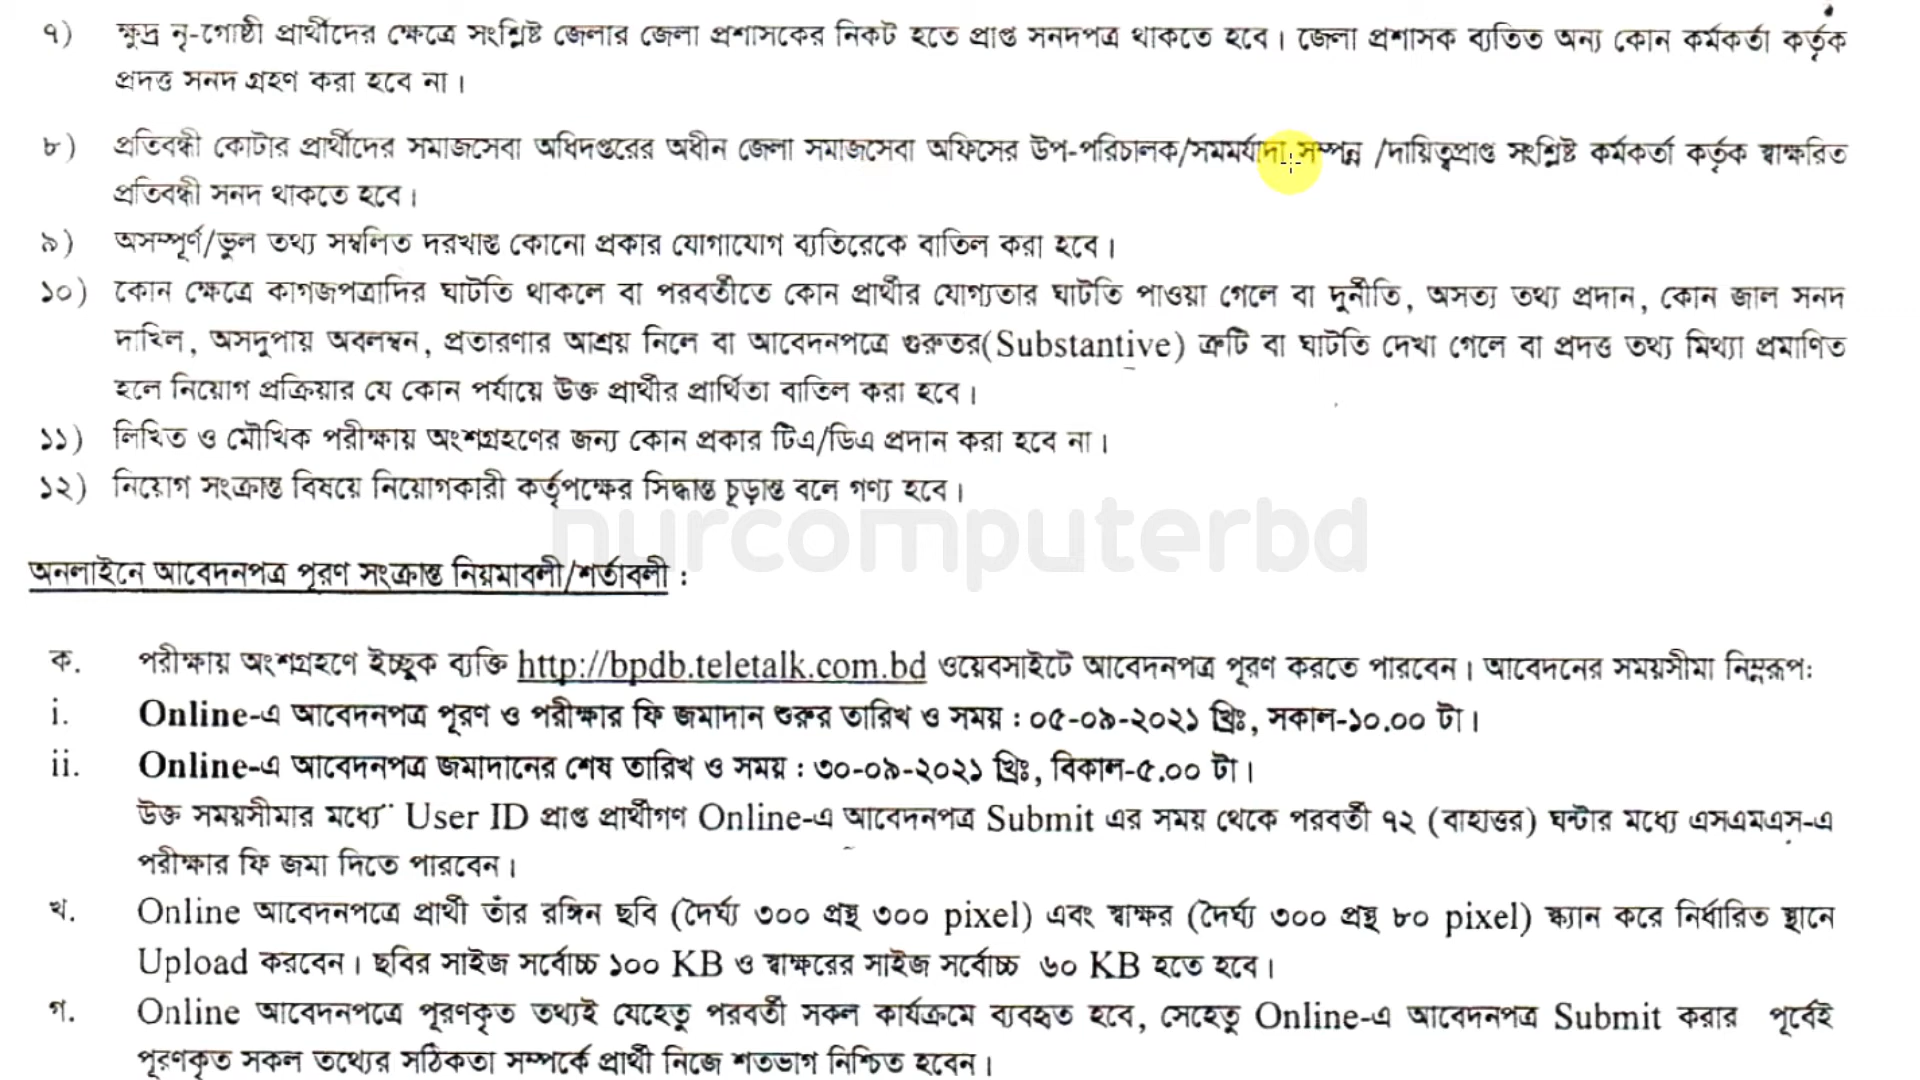 ৭) ক্ষুদ্র নৃ-গোষ্ঠী প্রার্থীদের ক্ষেত্রে সংশ্লিষ্ট জেলার জেলা প্রশাসকের নিকট হতে প্রাপ্ত সনদপত্র থাকতে হবে। জেলা প্রশাসক ব্যতিত অন্য কোন কর্মকর্তা কর্তৃক
প্রদত্ত সনদ গ্রহণ করা হবে না।
৮) প্রতিবন্ধী কোটার প্রার্থীদের সমাজসেবা অধিদপ্তরের অধীন জেলা সমাজসেবা অফিসের উপ-পরিচালক/সমমর্যাদা সম্পন্ন /দায়িত্বপ্রাপ্ত সংশ্লিষ্ট কর্মকর্তা কর্তৃক স্বাক্ষরিত
প্রতিবন্ধী সনদ থাকতে হবে।
৯) অসম্পূর্ণ/ভুল তথ্য সম্বলিত দরখাস্ত কোনো প্রকার যোগাযোগ ব্যতিরেকে বাতিল করা হবে।
১০) কোন ক্ষেত্রে কাগজপত্রাদির ঘাটতি থাকলে বা পরবর্তীতে কোন প্রার্থীর যোগ্যতার ঘাটতি পাওয়া গেলে বা দুর্নীতি, অসত্য তথ্য প্রদান, কোন জাল সনদ
দাখিল, অসদুপায় অবলম্বন, প্রতারণার আশ্রয় নিলে বা আবেদনপত্রে গুরুতর(Substantive) ত্রুটি বা ঘাটতি দেখা গেলে বা প্রদত্ত তথ্য মিথ্যা প্রমাণিত
হলে নিয়োগ প্রক্রিয়ার যে কোন পর্যায়ে উক্ত প্রার্থীর প্রার্থিতা বাতিল করা হবে।
১১) লিখিত ও মৌখিক পরীক্ষায় অংশগ্রহণের জন্য কোন প্রকার টিএ/ডিএ প্রদান করা হবে না।
১২) নিয়োগ সংক্রান্ত বিষয়ে নিয়োগকারী কর্তৃপক্ষের সিদ্ধান্ত চূড়ান্ত বলে গণ্য হবে।
nurcomputerbd
অনলাইনে আবেদনপত্র পূরণ সংক্রান্ত নিয়মাবলী/শর্তাবলী :
ক. পরীক্ষায় অংশগ্রহণে ইচ্ছুক ব্যক্তি http://bpdb.teletalk.com.bd ওয়েবসাইটে আবেদনপত্র পূরণ করতে পারবেন। আবেদনের সময়সীমা নিম্নরূপ:
i. Online-এ আবেদনপত্র পূরণ ও পরীক্ষার ফি জমাদান শুরুর তারিখ ও সময় : ০৫-০৯-২০২১ খ্রিঃ, সকাল-১০.০০ টা।
ii. Online-এ আবেদনপত্র জমাদানের শেষ তারিখ ও সময় : ৩০-০৯-২০২১ খ্রিঃ, বিকাল-৫.০০ টা।
উক্ত সময়সীমার মধ্যে User ID প্রাপ্ত প্রার্থীগণ Online-এ আবেদনপত্র Submit এর সময় থেকে পরবর্তী ৭২ (বাহাত্তর) ঘন্টার মধ্যে এসএমএস-এ
পরীক্ষার ফি জমা দিতে পারবেন।
খ. Online আবেদনপত্রে প্রার্থী তাঁর রঙ্গিন ছবি (দৈর্ঘ্য ৩০০ প্রস্থ ৩০০ pixel) এবং স্বাক্ষর (দৈর্ঘ্য ৩০০ প্রস্থ ৮০ pixel) স্ক্যান করে নির্ধারিত স্থানে
Upload করবেন। ছবির সাইজ সর্বোচ্চ ১০০ KB ও স্বাক্ষরের সাইজ সর্বোচ্চ ৬০ KB হতে হবে।
গ. Online আবেদনপত্রে পূরণকৃত তথ্যই যেহেতু পরবর্তী সকল কার্যক্রমে ব্যবহৃত হবে, সেহেতু Online-এ আবেদনপত্র Submit করার পূর্বেই
পূরণকৃত সকল তথ্যের সঠিকতা সম্পর্কে প্রার্থী নিজে শতভাগ নিশ্চিত হবেন।